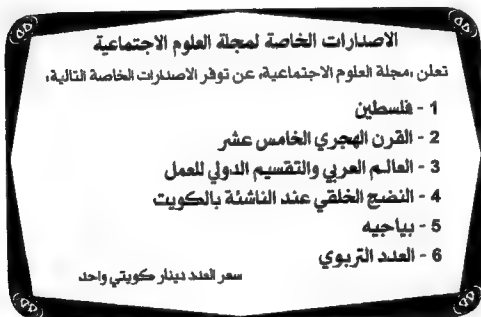 الاصدارات الخاصة لمجلة العلوم الاجتماعية
تعلن «مجلة العلوم الاجتماعية» عن توفر الاصدارات الخاصة التالية:
1 - فلسطين
2 - القرن الهجري الخامس عشر
3 - العالم العربي والتقسيم الدولي للعمل
4 - النضج الخلقي عند الناشئة بالكويت
5 - بياجيه
6 - العدد التربوي
سعر العدد دينار كويتي واحد